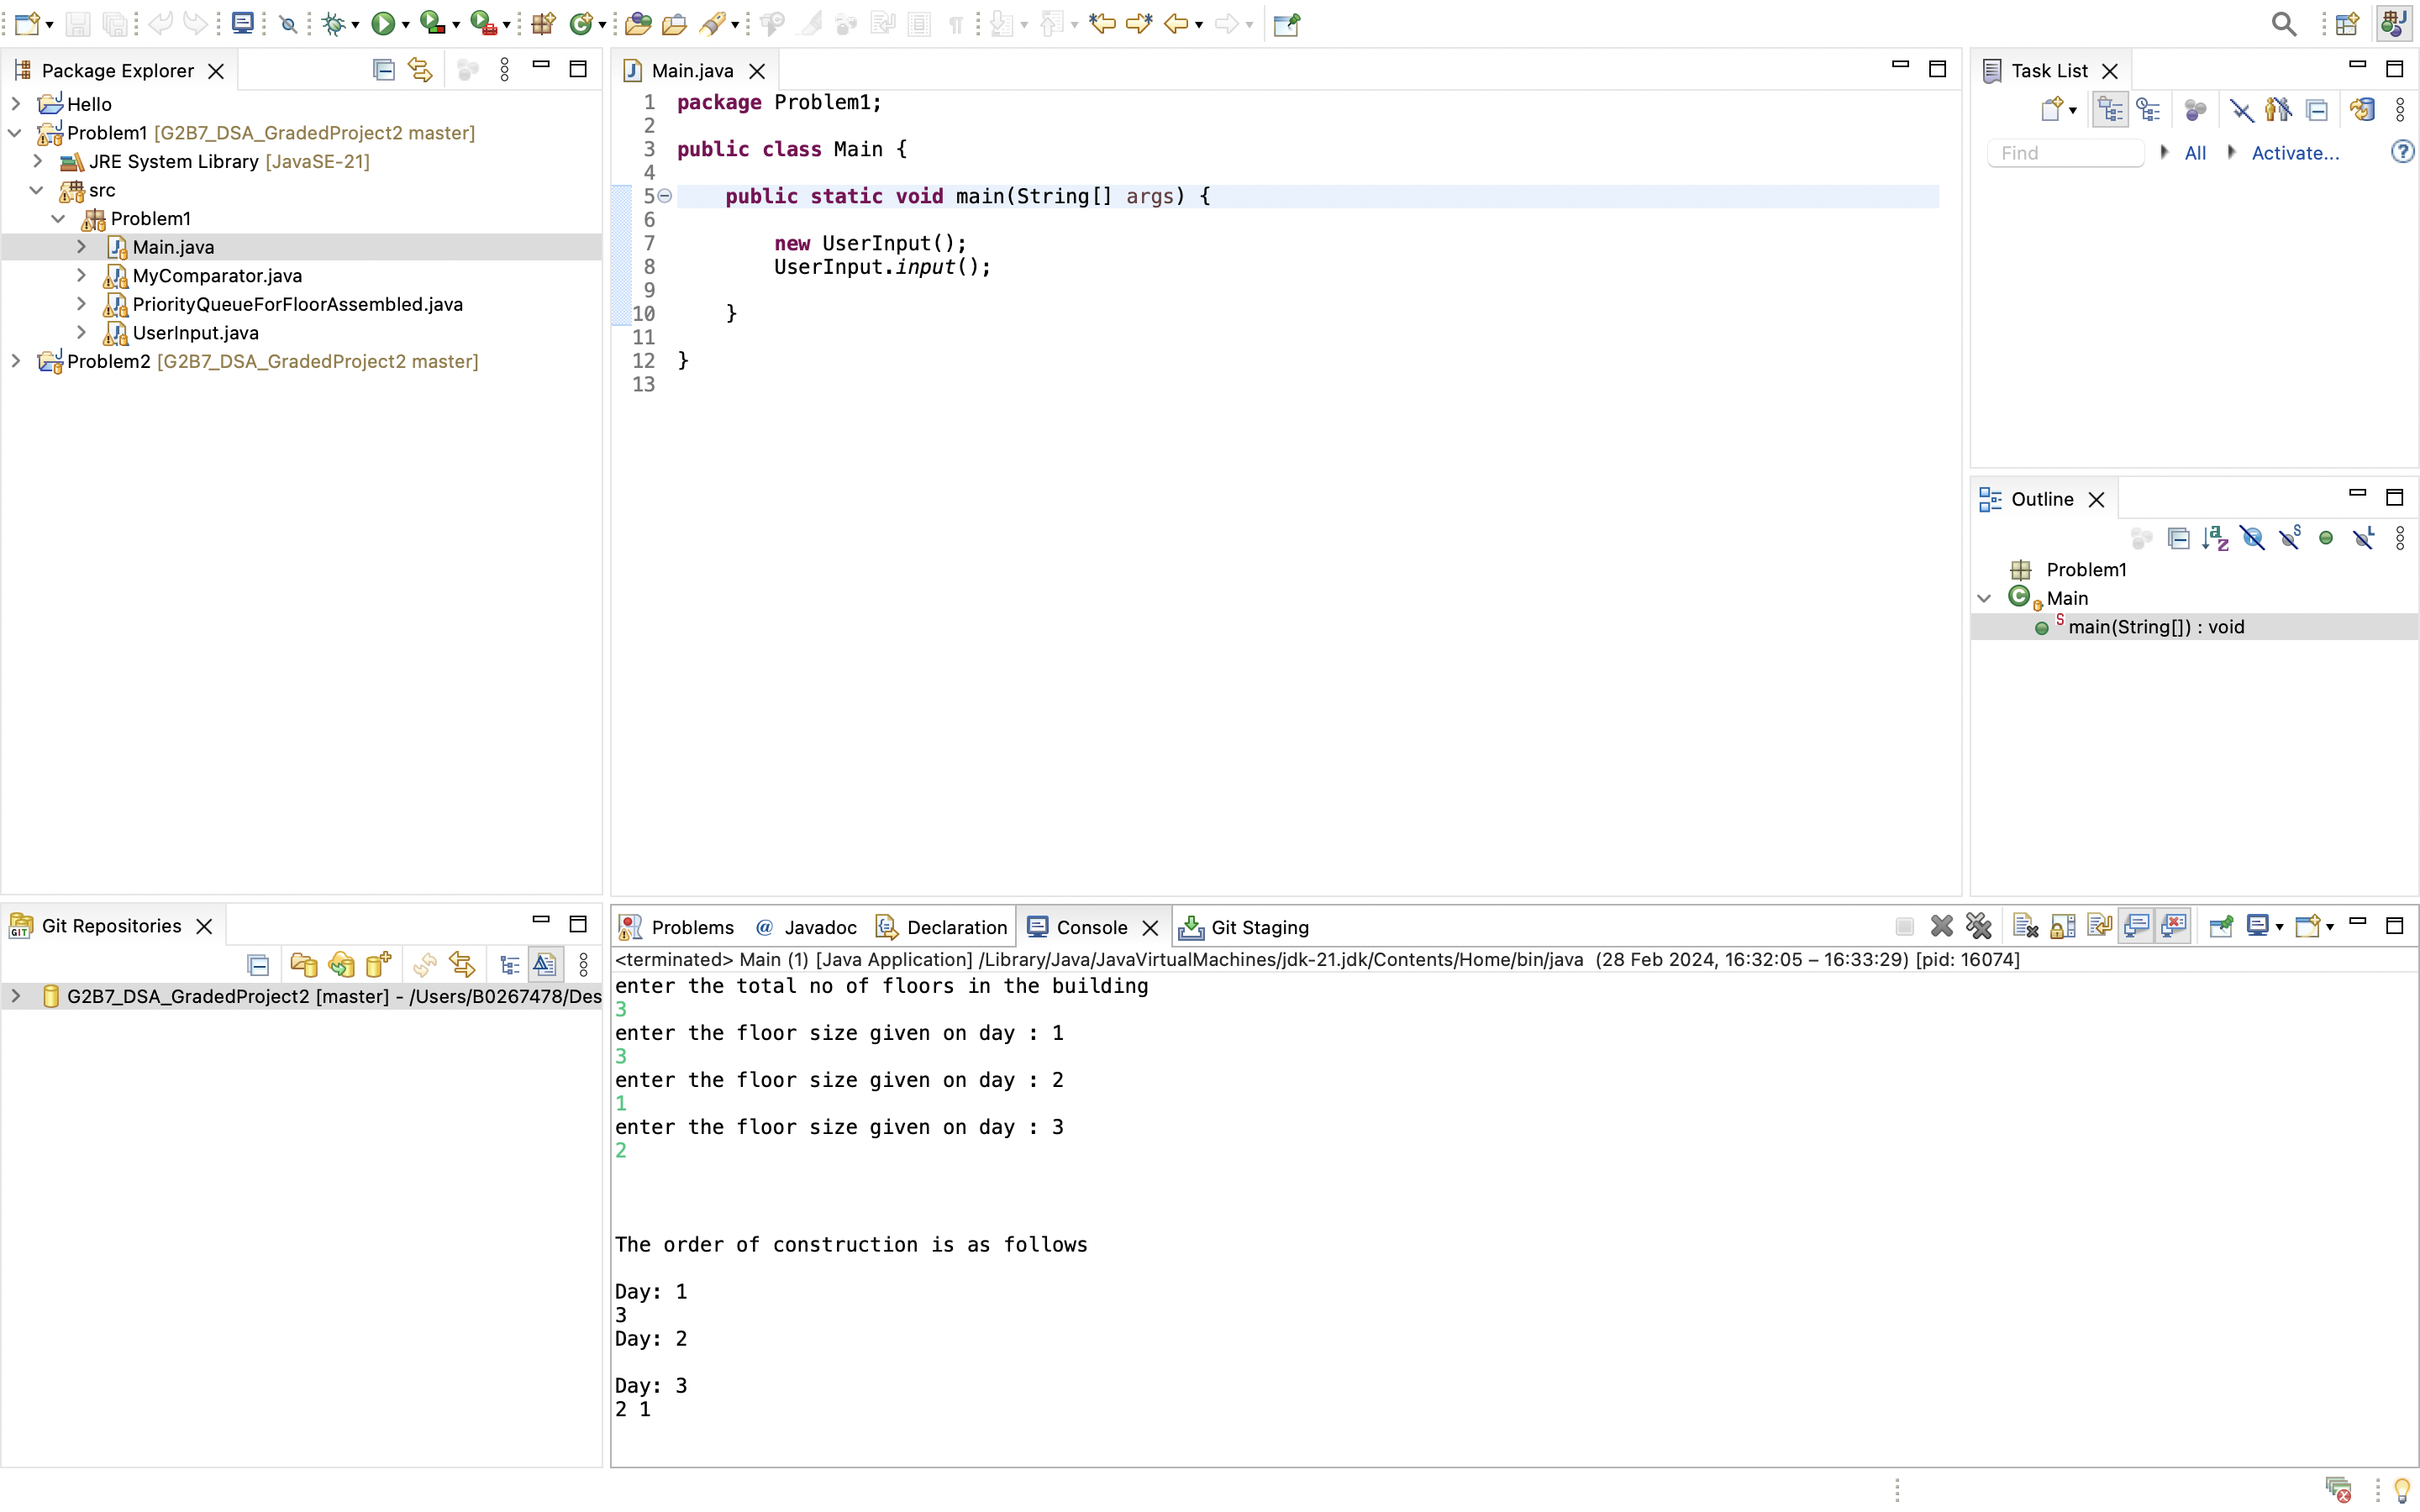 Package Explorer
Hello
Problem1 [G2B7_DSA_GradedProject2 master]
JRE System Library [JavaSE-21]
src
Problem1
Main.java
MyComparator.java
PriorityQueueForFloorAssembled.java
UserInput.java
Problem2 [G2B7_DSA_GradedProject2 master]
Main.java
1 package Problem1;
2
3 public class Main {
4
5 public static void main(String[] args) {
6
7 new UserInput();
8 UserInput.input();
9
10 }
11
12 }
13
Task List
Find
All
Activate...
Outline
Problem1
Main
main(String[]) : void
Git Repositories
G2B7_DSA_GradedProject2 [master] - /Users/B0267478/Des
Problems @ Javadoc Declaration Console Git Staging
<terminated> Main (1) [Java Application] /Library/Java/JavaVirtualMachines/jdk-21.jdk/Contents/Home/bin/java (28 Feb 2024, 16:32:05 – 16:33:29) [pid: 16074]
enter the total no of floors in the building
3
enter the floor size given on day : 1
3
enter the floor size given on day : 2
1
enter the floor size given on day : 3
2
The order of construction is as follows
Day: 1
3
Day: 2
Day: 3
2 1